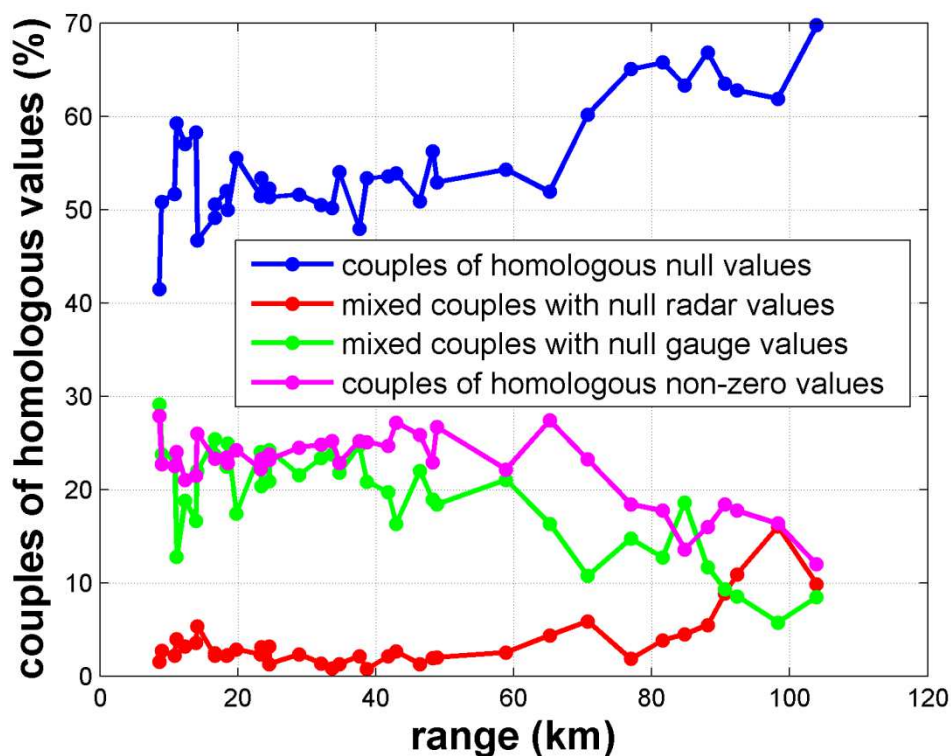 couples of homologous values (%)
70
60
50
40
30
20
10
0
couples of homologous null values
mixed couples with null radar values
mixed couples with null gauge values
couples of homologous non-zero values
0 20 40 60 80 100 120
range (km)